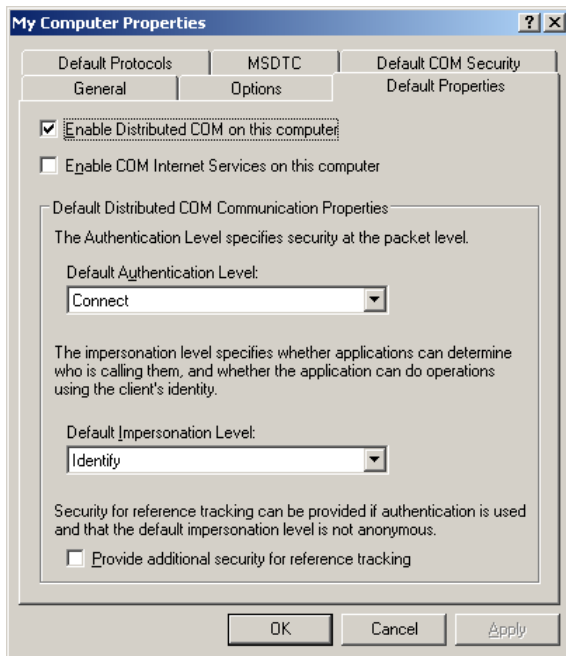 My Computer Properties
Default Protocols
MSDTC
Default COM Security
General
Options
Default Properties
Enable Distributed COM on this computer
Enable COM Internet Services on this computer
Default Distributed COM Communication Properties
The Authentication Level specifies security at the packet level.
Default Authentication Level:
Connect
The impersonation level specifies whether applications can determine
who is calling them, and whether the application can do operations
using the client's identity.
Default Impersonation Level:
Identify
Security for reference tracking can be provided if authentication is used
and that the default impersonation level is not anonymous.
Provide additional security for reference tracking
OK
Cancel
Apply